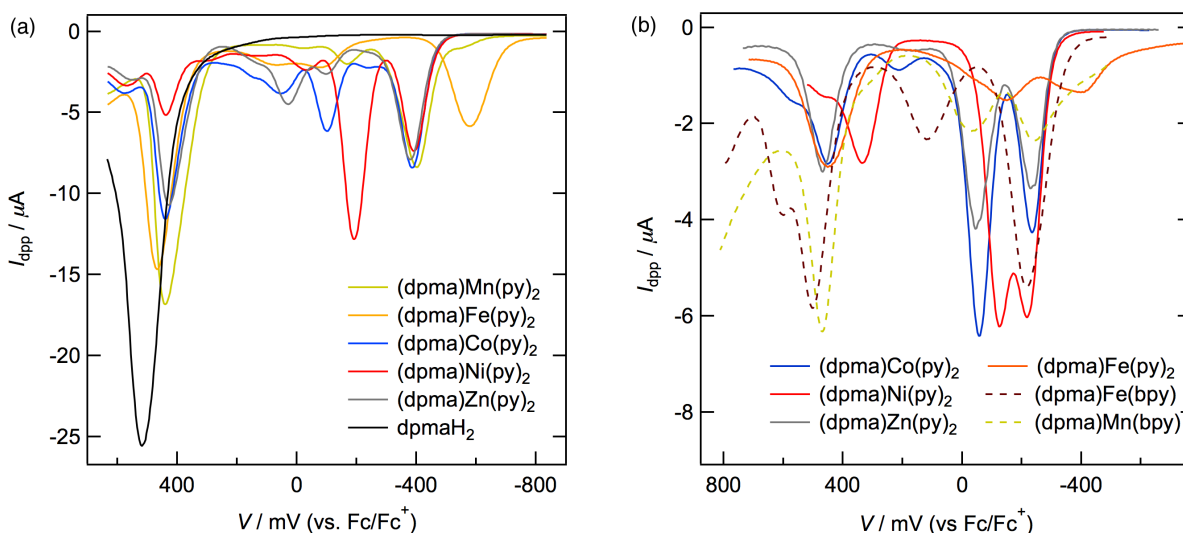 (a)
0
-5
-10
-15
-20
-25
I dpp / μA
(dpma)Mn(py)2
(dpma)Fe(py)2
(dpma)Co(py)2
(dpma)Ni(py)2
(dpma)Zn(py)2
dpmaH2
400 0 -400 -800
V / mV (vs. Fc/Fc+)
(b)
0
-2
-4
-6
-8
I dpp / μA
(dpma)Co(py)2 (dpma)Fe(py)2
(dpma)Ni(py)2 (dpma)Fe(bpy)
(dpma)Zn(py)2 (dpma)Mn(bpy)
800 400 0 -400
V / mV (vs Fc/Fc+)